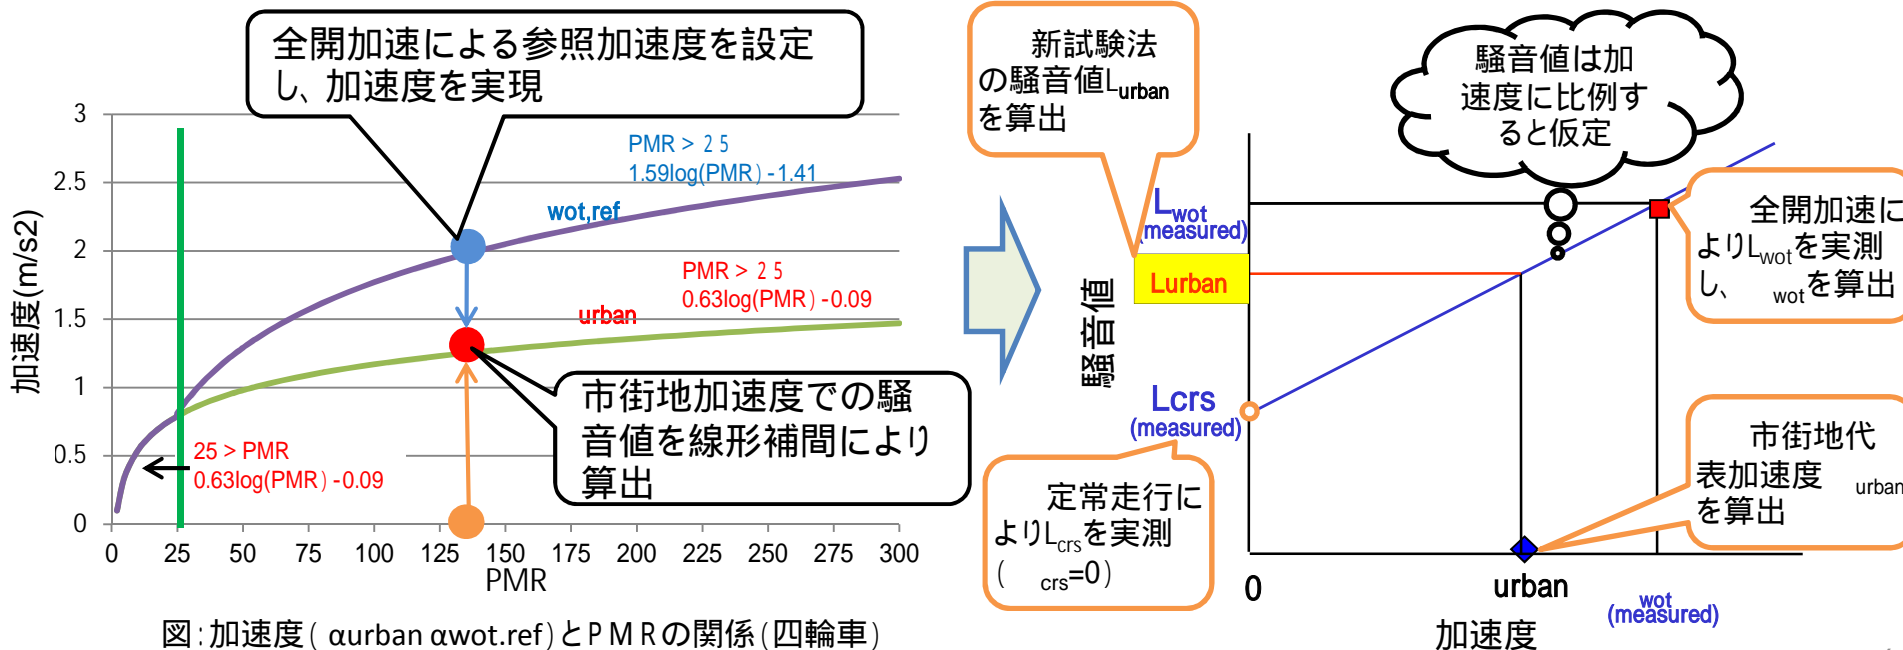 全開加速による参照加速度を設定
し、加速度を実現
加速度(m/s2)
3
2.5
2
1.5
1
0.5
0
0 25 50 75 100 125 150 175 200 225 250 275 300
PMR
PMR > 25
1.59log(PMR) -1.41
wot,ref
PMR > 25
0.63log(PMR) -0.09
urban
25 > PMR
0.63log(PMR) -0.09
市街地加速度での騒
音値を線形補間により
算出
図:加速度( αurban αwot.ref)とPMRの関係(四輪車)
新試験法
の騒音値Lurban
を算出
騒音値は加
速度に比例す
ると仮定
Lwot
(measured)
Lurban
騒音値
Lcrs
(measured)
全開加速に
よりLwotを実測
し、 wotを算出
定常走行に
よりLcrsを実測
( crs=0)
市街地代
表加速度 urban
を算出
0
urban
wot
(measured)
加速度